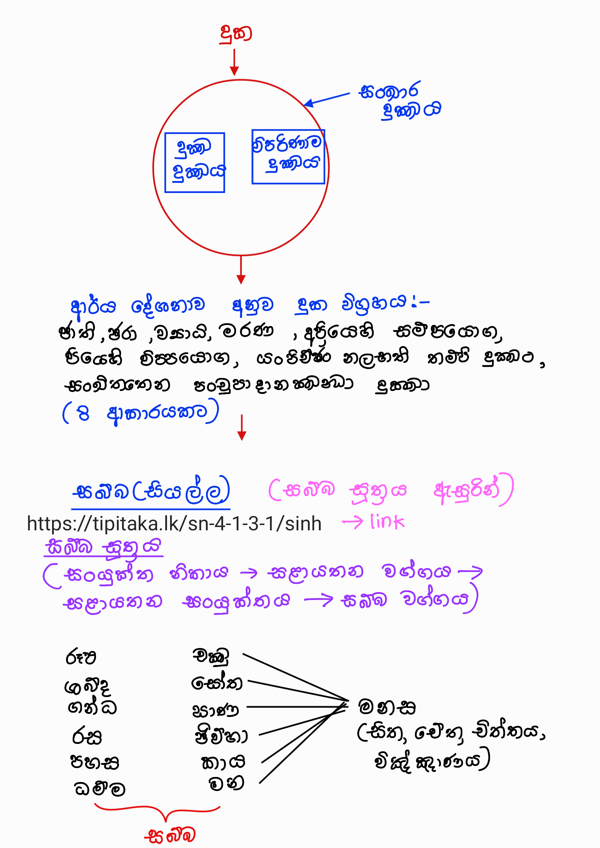 දුක
සංඛාර
දුක්ඛය
දුක්ඛ
දුක්ඛය
විපරිණාම
දුක්ඛය
ආර්ය දේශනාව අනුව දුක විග්‍රහය:-
ජාති, ජරා, ව්‍යාධි, මරණ , අප්‍රියෙහි සම්පයොග,
පියෙහි විප්පයොග, යංපිච්ඡං නලභති තම්පි දුක්ඛං,
සංඛිත්තෙන පංචුපාදානක්ඛන්ධා දුක්ඛා
(8 ආකාරයකට)
සබ්බ(සියල්ල) (සබ්බ සූත්‍රය ඇසුරින්)
https://tipitaka.lk/sn-4-1-3-1/sinh → link
සබ්බ සූත්‍රය
(සංයුක්ත නිකාය → සළායතන වග්ගය →
සළායතන සංයුක්තය → සබ්බ වග්ගය)
රූප චක්ඛු
ශබ්ද සෝත
ගන්ධ ඝාණ මනස
රස ජිව්හා (සිත, චේත, චිත්තය,
පහස කාය විඤ්ඤාණය)
ධම්ම මන
සබ්බ